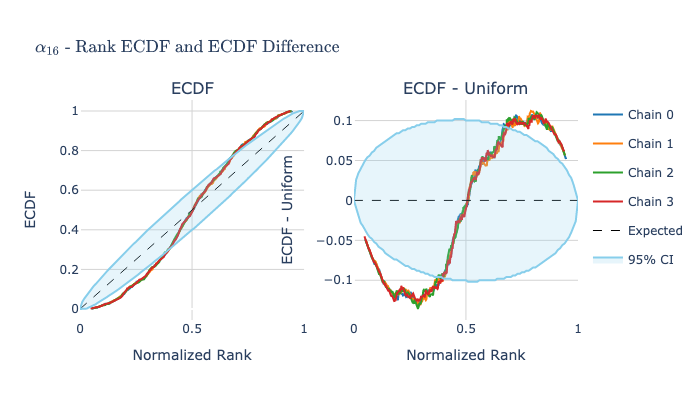 α₁₆ - Rank ECDF and ECDF Difference
ECDF
ECDF - Uniform
1
0.8
0.6
0.4
0.2
0
ECDF
0
0.5
1
Normalized Rank
0.1
0.05
0
−0.05
−0.1
ECDF - Uniform
0
0.5
1
Normalized Rank
Chain 0
Chain 1
Chain 2
Chain 3
Expected
95% CI